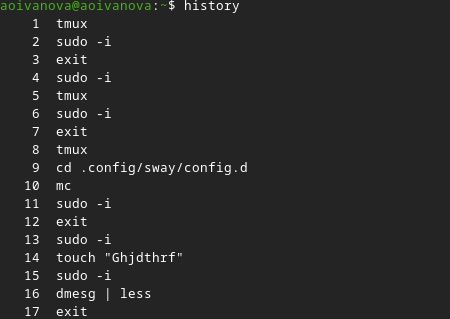 aoivanova@aoivanova:~$ history
1 tmux
2 sudo -i
3 exit
4 sudo -i
5 tmux
6 sudo -i
7 exit
8 tmux
9 cd .config/sway/config.d
10 mc
11 sudo -i
12 exit
13 sudo -i
14 touch "Ghjdthrf"
15 sudo -i
16 dmesg | less
17 exit